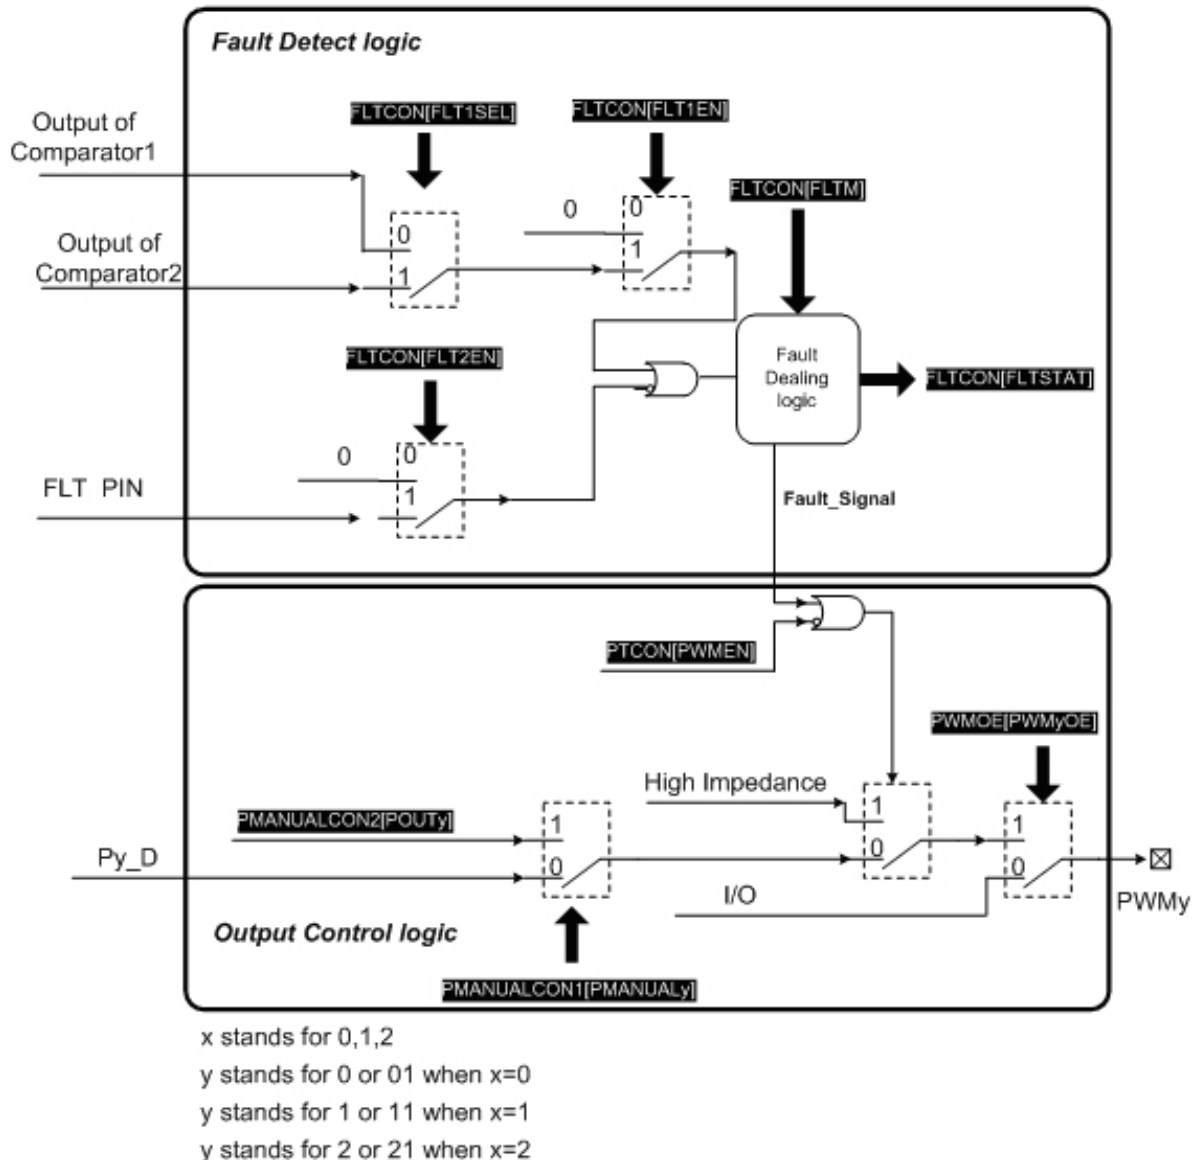 Fault Detect logic
FLTCON[FLT1SEL]
FLTCON[FLT1EN]
Output of
Comparator1
FLTCON[FLTM]
0
0
0
1
Output of
Comparator2
1
FLTCON[FLT2EN]
Fault
Dealing
logic
FLTCON[FLTSTAT]
0
0
1
FLT PIN
Fault_Signal
PTCON[PWMEN]
PWMOE[PWMyOE]
High Impedance
1
PMANUALCON2[POUTy]
1
1
Py_D
0
0
0
I/O
PWMy
Output Control logic
PMANUALCON1[PMANUALy]
x stands for 0,1,2
y stands for 0 or 01 when x=0
y stands for 1 or 11 when x=1
y stands for 2 or 21 when x=2